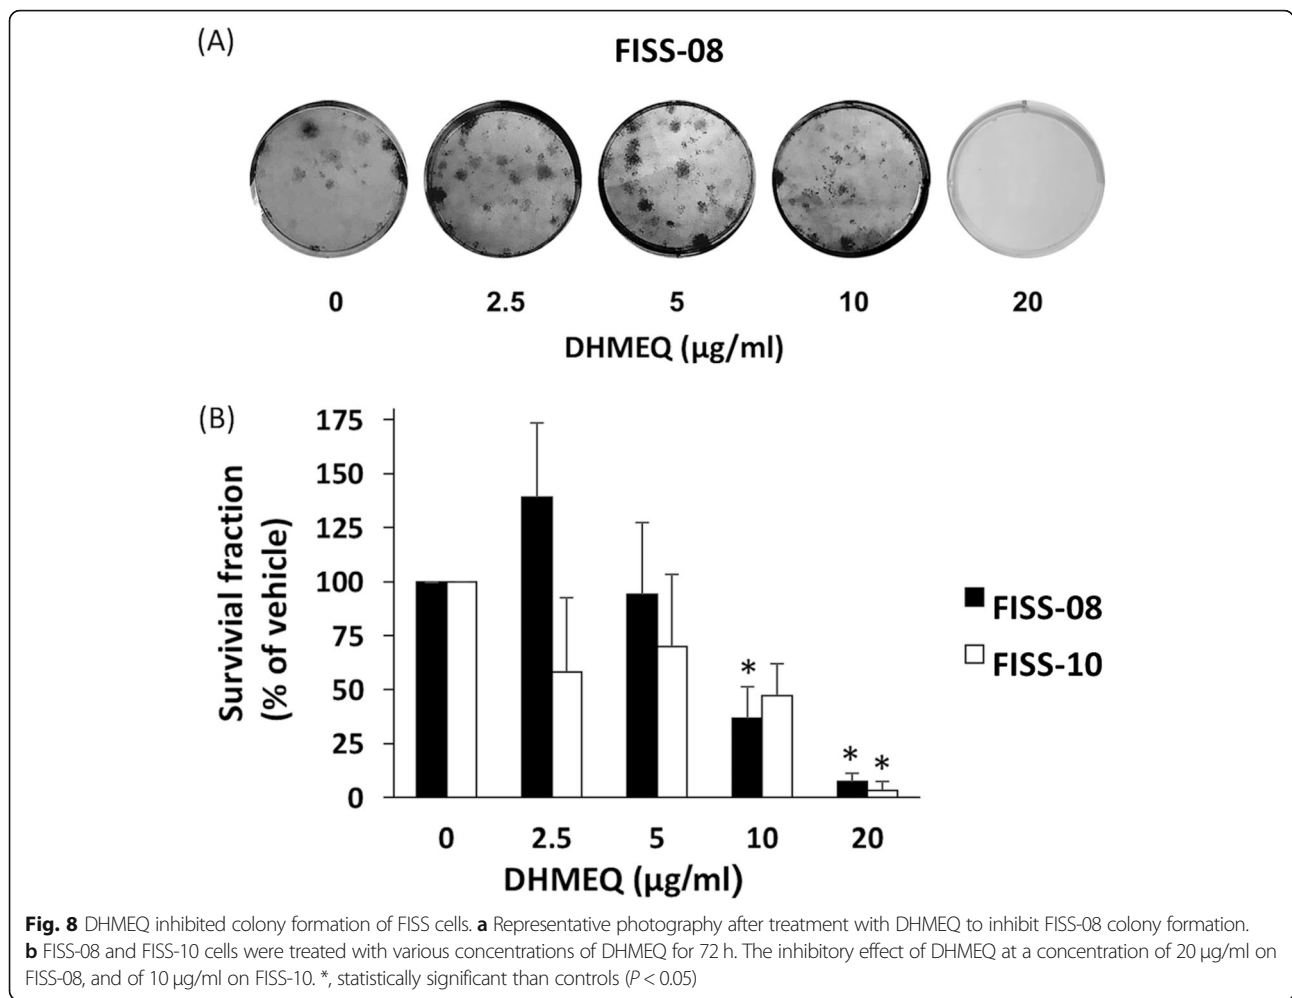 (A)
FISS-08
0 2.5 5 10 20
DHMEQ (µg/ml)
(B)
Survivial fraction
(% of vehicle)
175
150
125
100
75
50
25
0
*
* *
0 2.5 5 10 20
DHMEQ (µg/ml)
FISS-08
FISS-10
Fig. 8 DHMEQ inhibited colony formation of FISS cells. a Representative photography after treatment with DHMEQ to inhibit FISS-08 colony formation.
b FISS-08 and FISS-10 cells were treated with various concentrations of DHMEQ for 72 h. The inhibitory effect of DHMEQ at a concentration of 20 µg/ml on
FISS-08, and of 10 µg/ml on FISS-10. *, statistically significant than controls (P < 0.05)